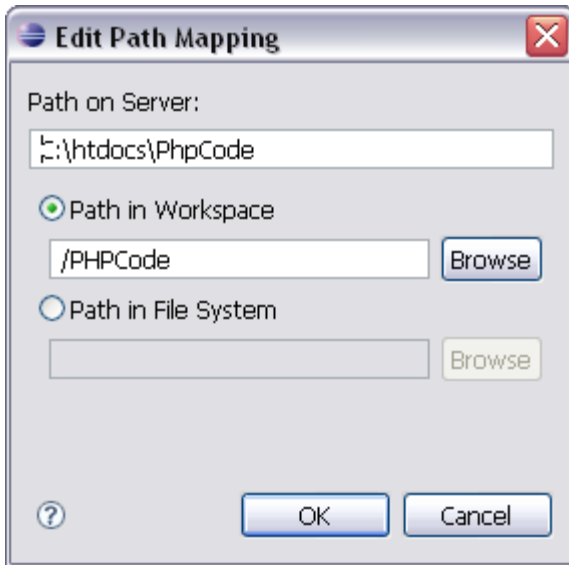 Edit Path Mapping
Path on Server:
C:\htdocs\PhpCode
Path in Workspace
/PHPCode
Browse
Path in File System
Browse
?
OK
Cancel